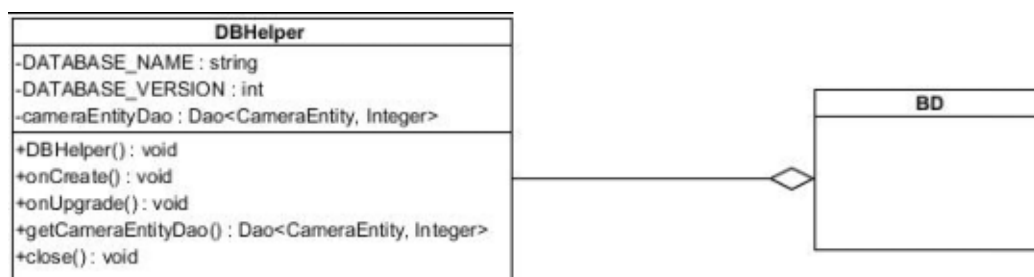 DBHelper
-DATABASE_NAME : string
-DATABASE_VERSION : int
-cameraEntityDao : Dao<CameraEntity, Integer>
+DBHelper() : void
+onCreate() : void
+onUpgrade() : void
+getCameraEntityDao() : Dao<CameraEntity, Integer>
+close() : void
BD